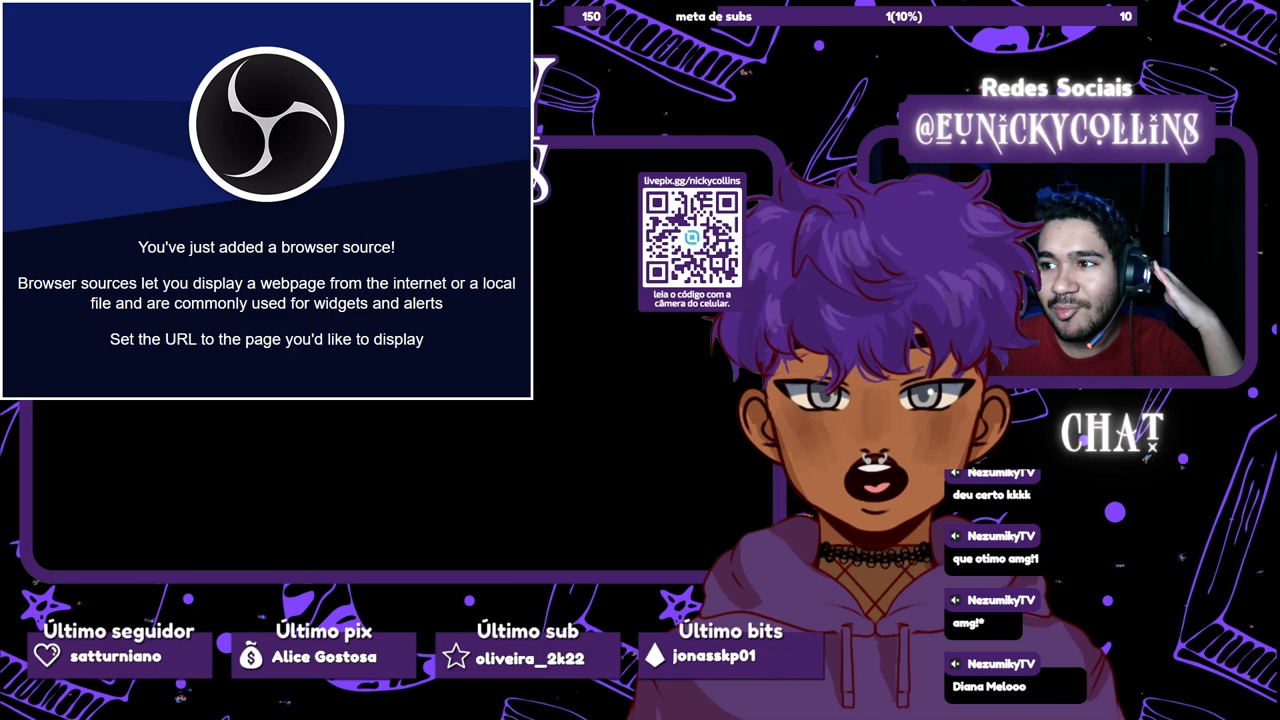 150
meta de subs
1(10%)
10
Redes Sociais
@EUNICKYCOLLINS
You've just added a browser source!
Browser sources let you display a webpage from the internet or a local
file and are commonly used for widgets and alerts
Set the URL to the page you'd like to display
livepix.gg/nickycollins
leia o código com a
câmera do celular.
CHAT
NezumikyTV
deu certo kkkk
NezumikyTV
que otimo amg!1
NezumikyTV
amg!*
NezumikyTV
Diana Melooo
Último seguidor
satturniano
Último pix
Alice Gostosa
Último sub
oliveira_2k22
Último bits
jonasskp01